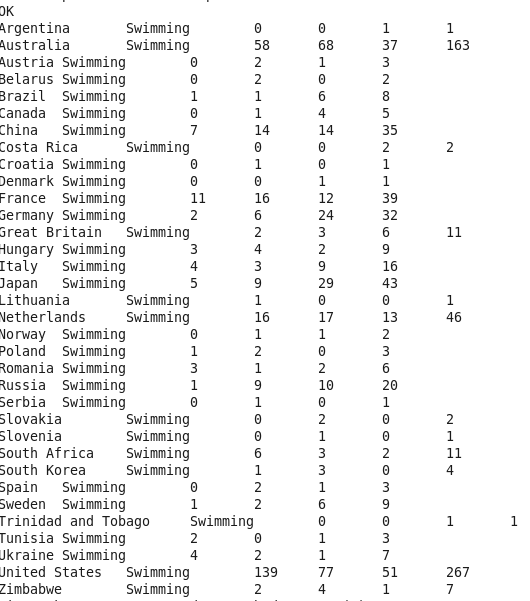 OK
Argentina Swimming 0 0 1 1
Australia Swimming 58 68 37 163
Austria Swimming 0 2 1 3
Belarus Swimming 0 2 0 2
Brazil Swimming 1 1 6 8
Canada Swimming 0 1 4 5
China Swimming 7 14 14 35
Costa Rica Swimming 0 0 2 2
Croatia Swimming 0 1 0 1
Denmark Swimming 0 0 1 1
France Swimming 11 16 12 39
Germany Swimming 2 6 24 32
Great Britain Swimming 2 3 6 11
Hungary Swimming 3 4 2 9
Italy Swimming 4 3 9 16
Japan Swimming 5 9 29 43
Lithuania Swimming 1 0 0 1
Netherlands Swimming 16 17 13 46
Norway Swimming 0 1 1 2
Poland Swimming 1 2 0 3
Romania Swimming 3 1 2 6
Russia Swimming 1 9 10 20
Serbia Swimming 0 1 0 1
Slovakia Swimming 0 2 0 2
Slovenia Swimming 0 1 0 1
South Africa Swimming 6 3 2 11
South Korea Swimming 1 3 0 4
Spain Swimming 0 2 1 3
Sweden Swimming 1 2 6 9
Trinidad and Tobago Swimming 0 0 1 1
Tunisia Swimming 2 0 1 3
Ukraine Swimming 4 2 1 7
United States Swimming 139 77 51 267
Zimbabwe Swimming 2 4 1 7